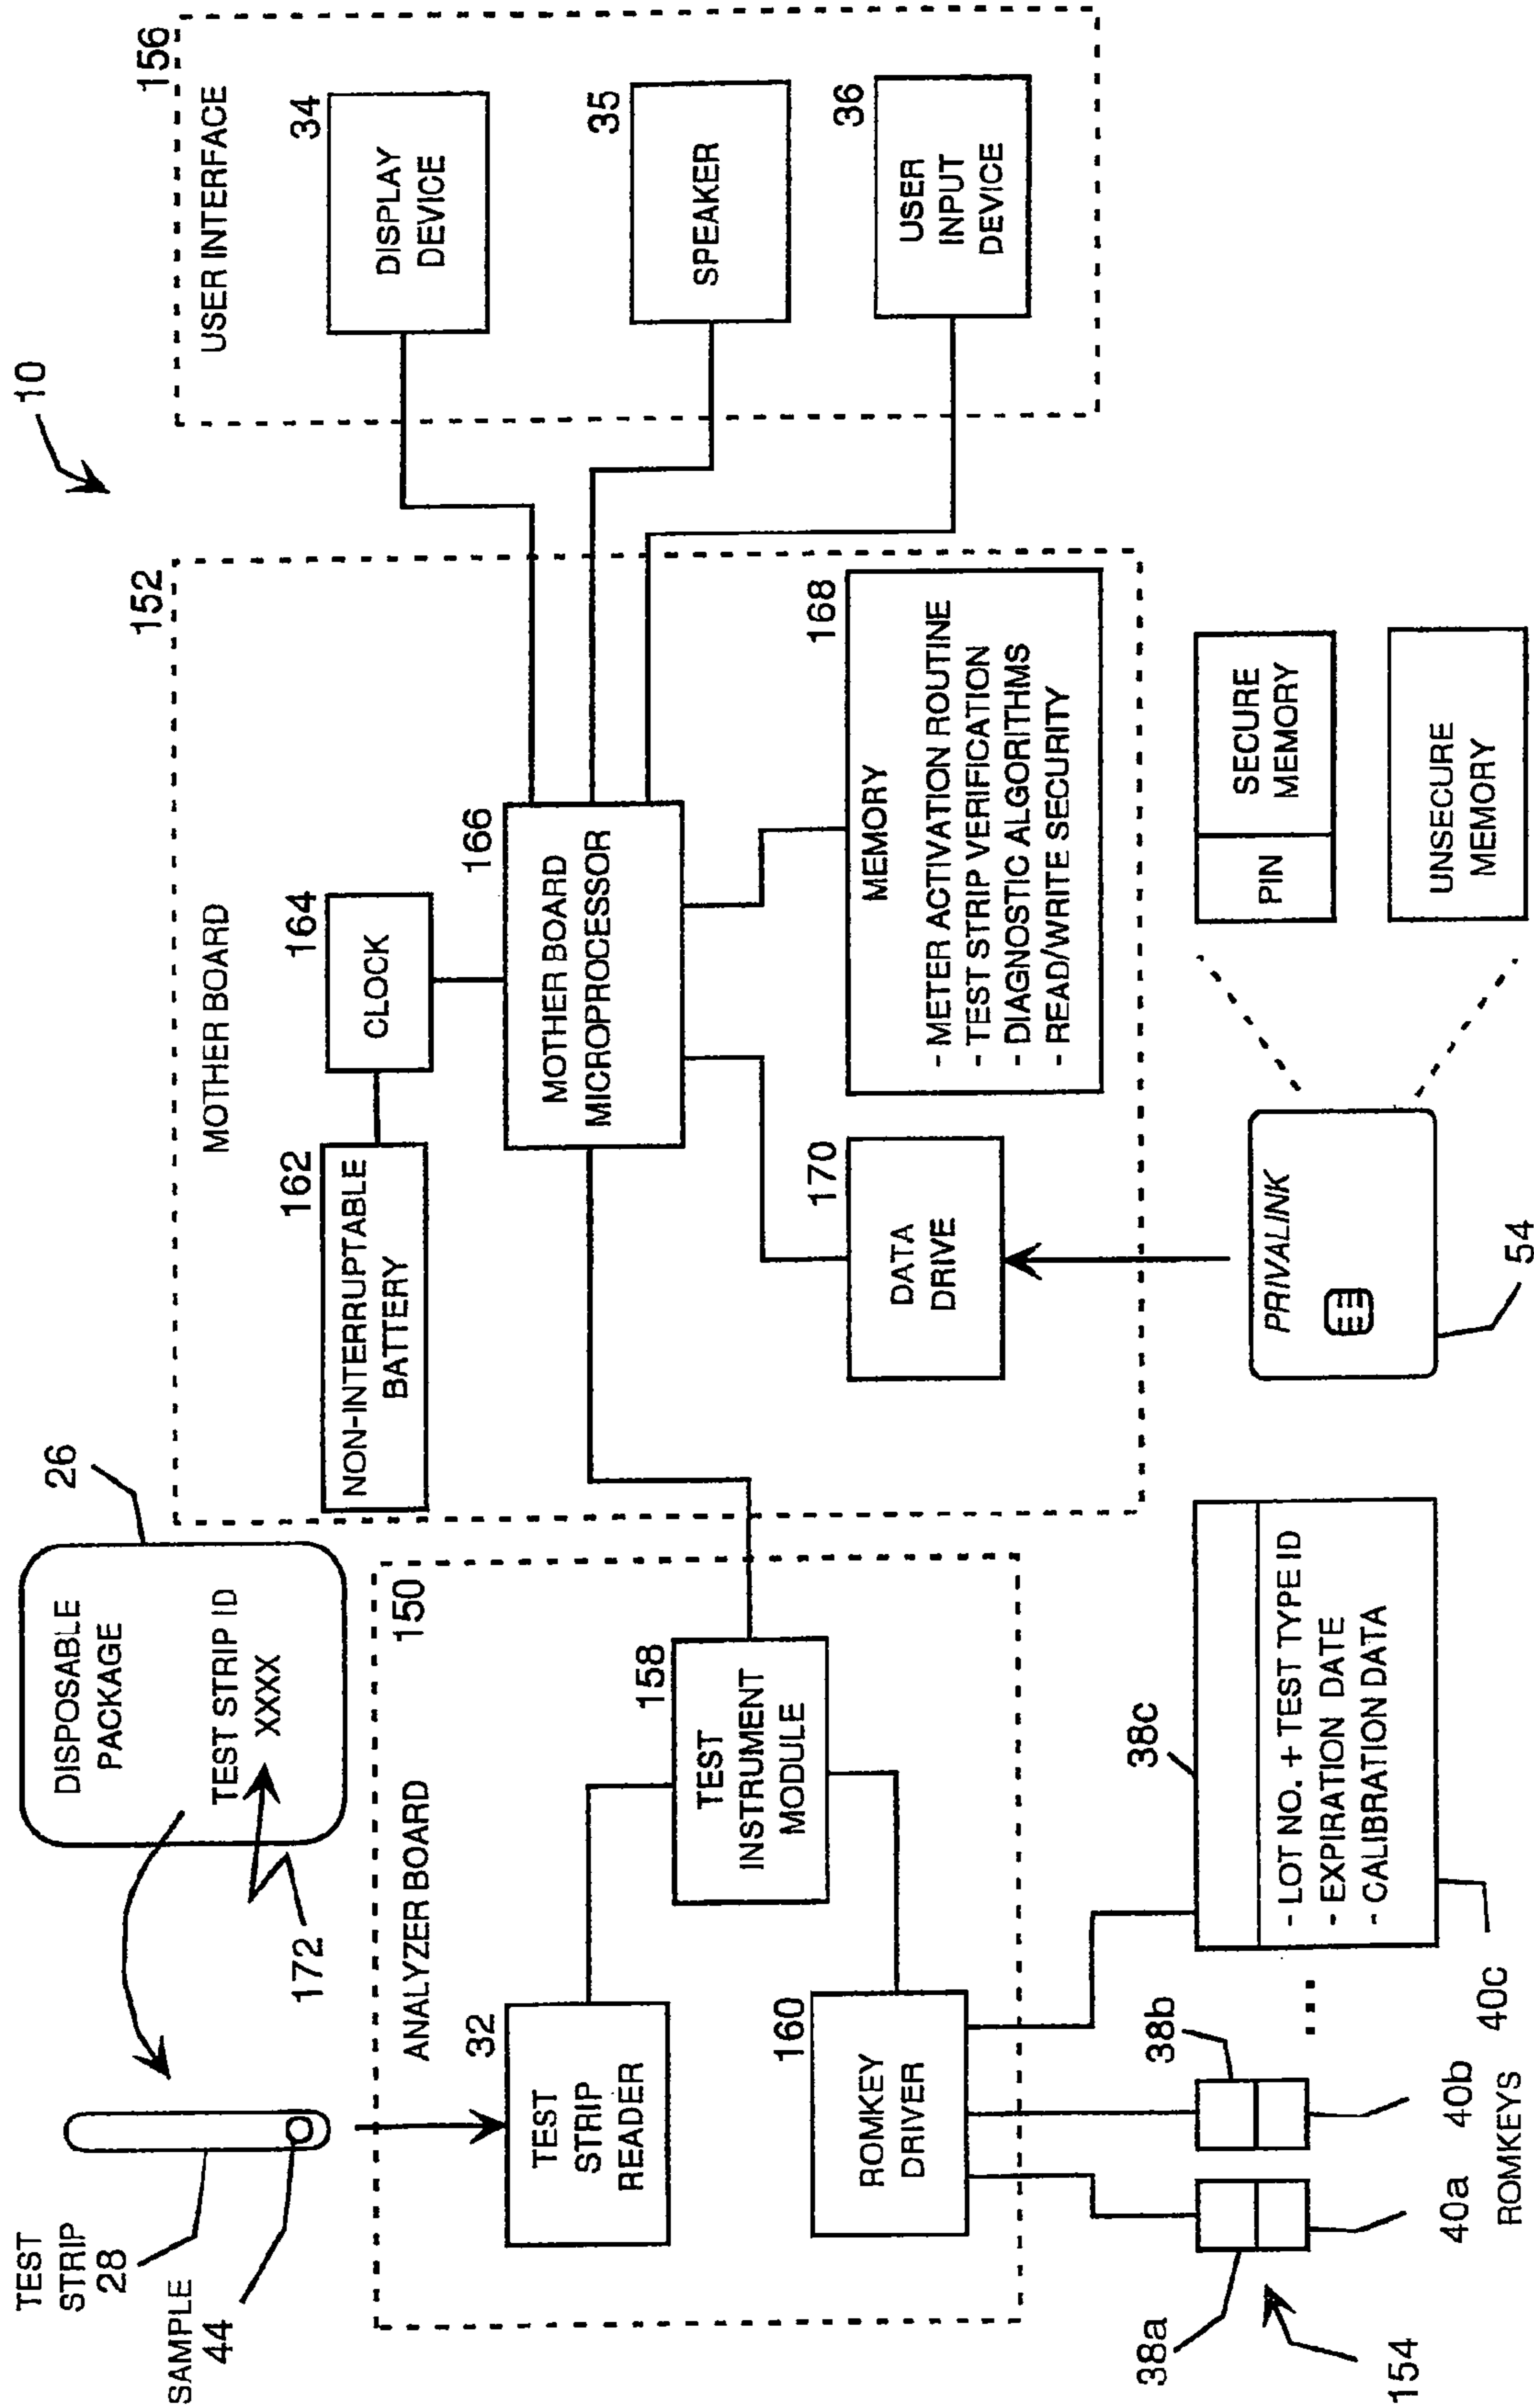 10
TEST
STRIP
28
SAMPLE
44
DISPOSABLE
PACKAGE
TEST STRIP ID
XXXX
26
172
ANALYZER BOARD
150
TEST
STRIP
READER
32
TEST
INSTRUMENT
MODULE
158
ROMKEY
DRIVER
160
MOTHER BOARD
152
NON-INTERRUPTABLE
BATTERY
162
CLOCK
164
MOTHER BOARD
MICROPROCESSOR
166
DATA
DRIVE
170
MEMORY
168
- METER ACTIVATION ROUTINE
- TEST STRIP VERIFICATION
- DIAGNOSTIC ALGORITHMS
- READ/WRITE SECURITY
USER INTERFACE
156
DISPLAY
DEVICE
34
SPEAKER
35
USER
INPUT
DEVICE
36
38a
154
40a
38b
40b
ROMKEYS
...
38c
- LOT NO. + TEST TYPE ID
- EXPIRATION DATE
- CALIBRATION DATA
40c
PRIVALINK
54
PIN
SECURE
MEMORY
UNSECURE
MEMORY